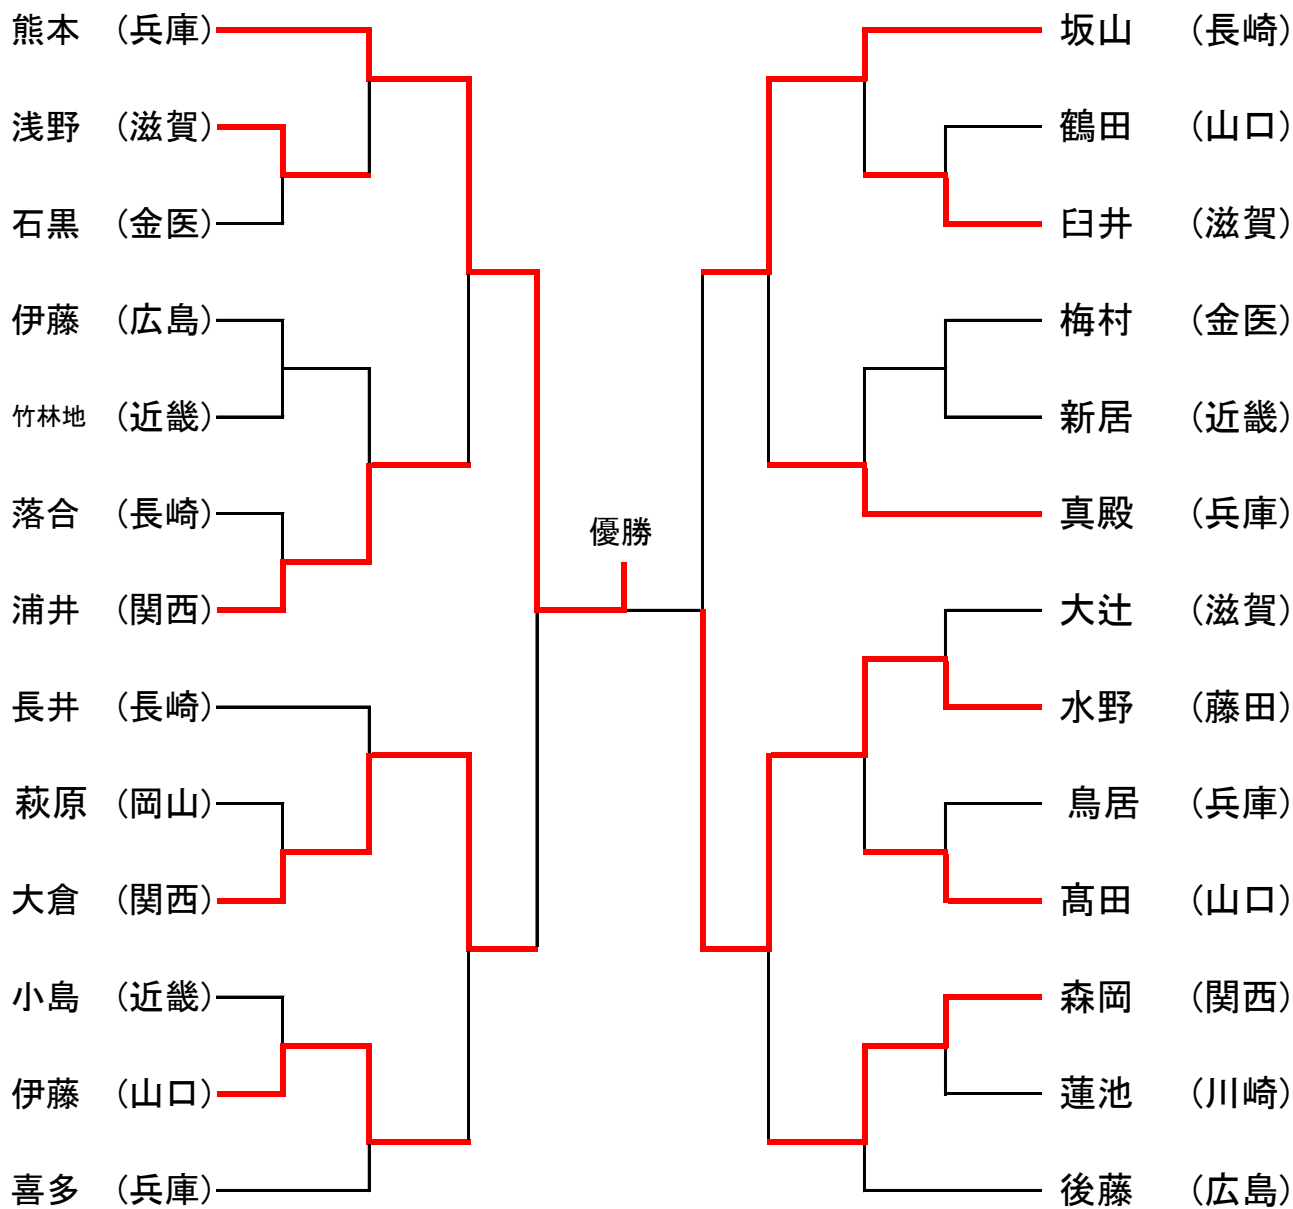 熊本 (兵庫)
浅野 (滋賀)
石黒 (金医)
伊藤 (広島)
竹林地 (近畿)
落合 (長崎)
浦井 (関西)
長井 (長崎)
萩原 (岡山)
大倉 (関西)
小島 (近畿)
伊藤 (山口)
喜多 (兵庫)
優勝
坂山 (長崎)
鶴田 (山口)
臼井 (滋賀)
梅村 (金医)
新居 (近畿)
真殿 (兵庫)
大辻 (滋賀)
水野 (藤田)
鳥居 (兵庫)
髙田 (山口)
森岡 (関西)
蓮池 (川崎)
後藤 (広島)